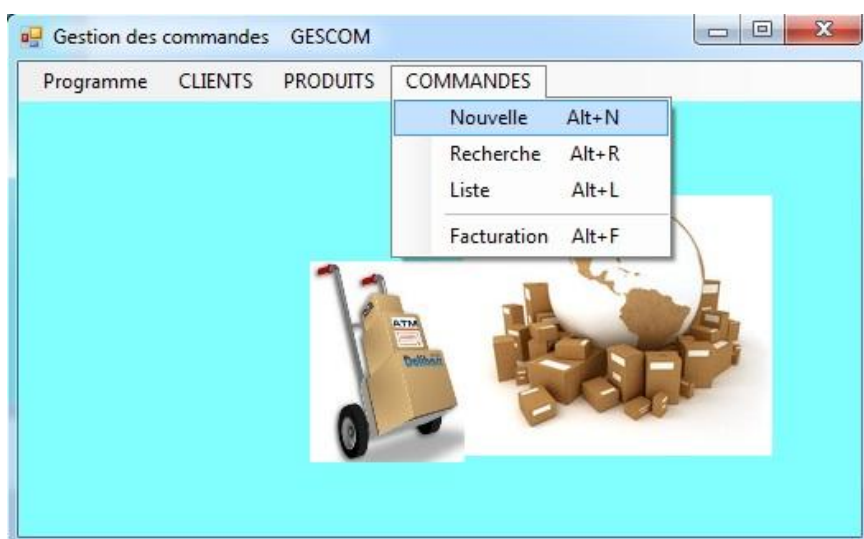 Gestion des commandes GESCOM
Programme CLIENTS PRODUITS COMMANDES
Nouvelle Alt+N
Recherche Alt+R
Liste Alt+L
Facturation Alt+F
ATM